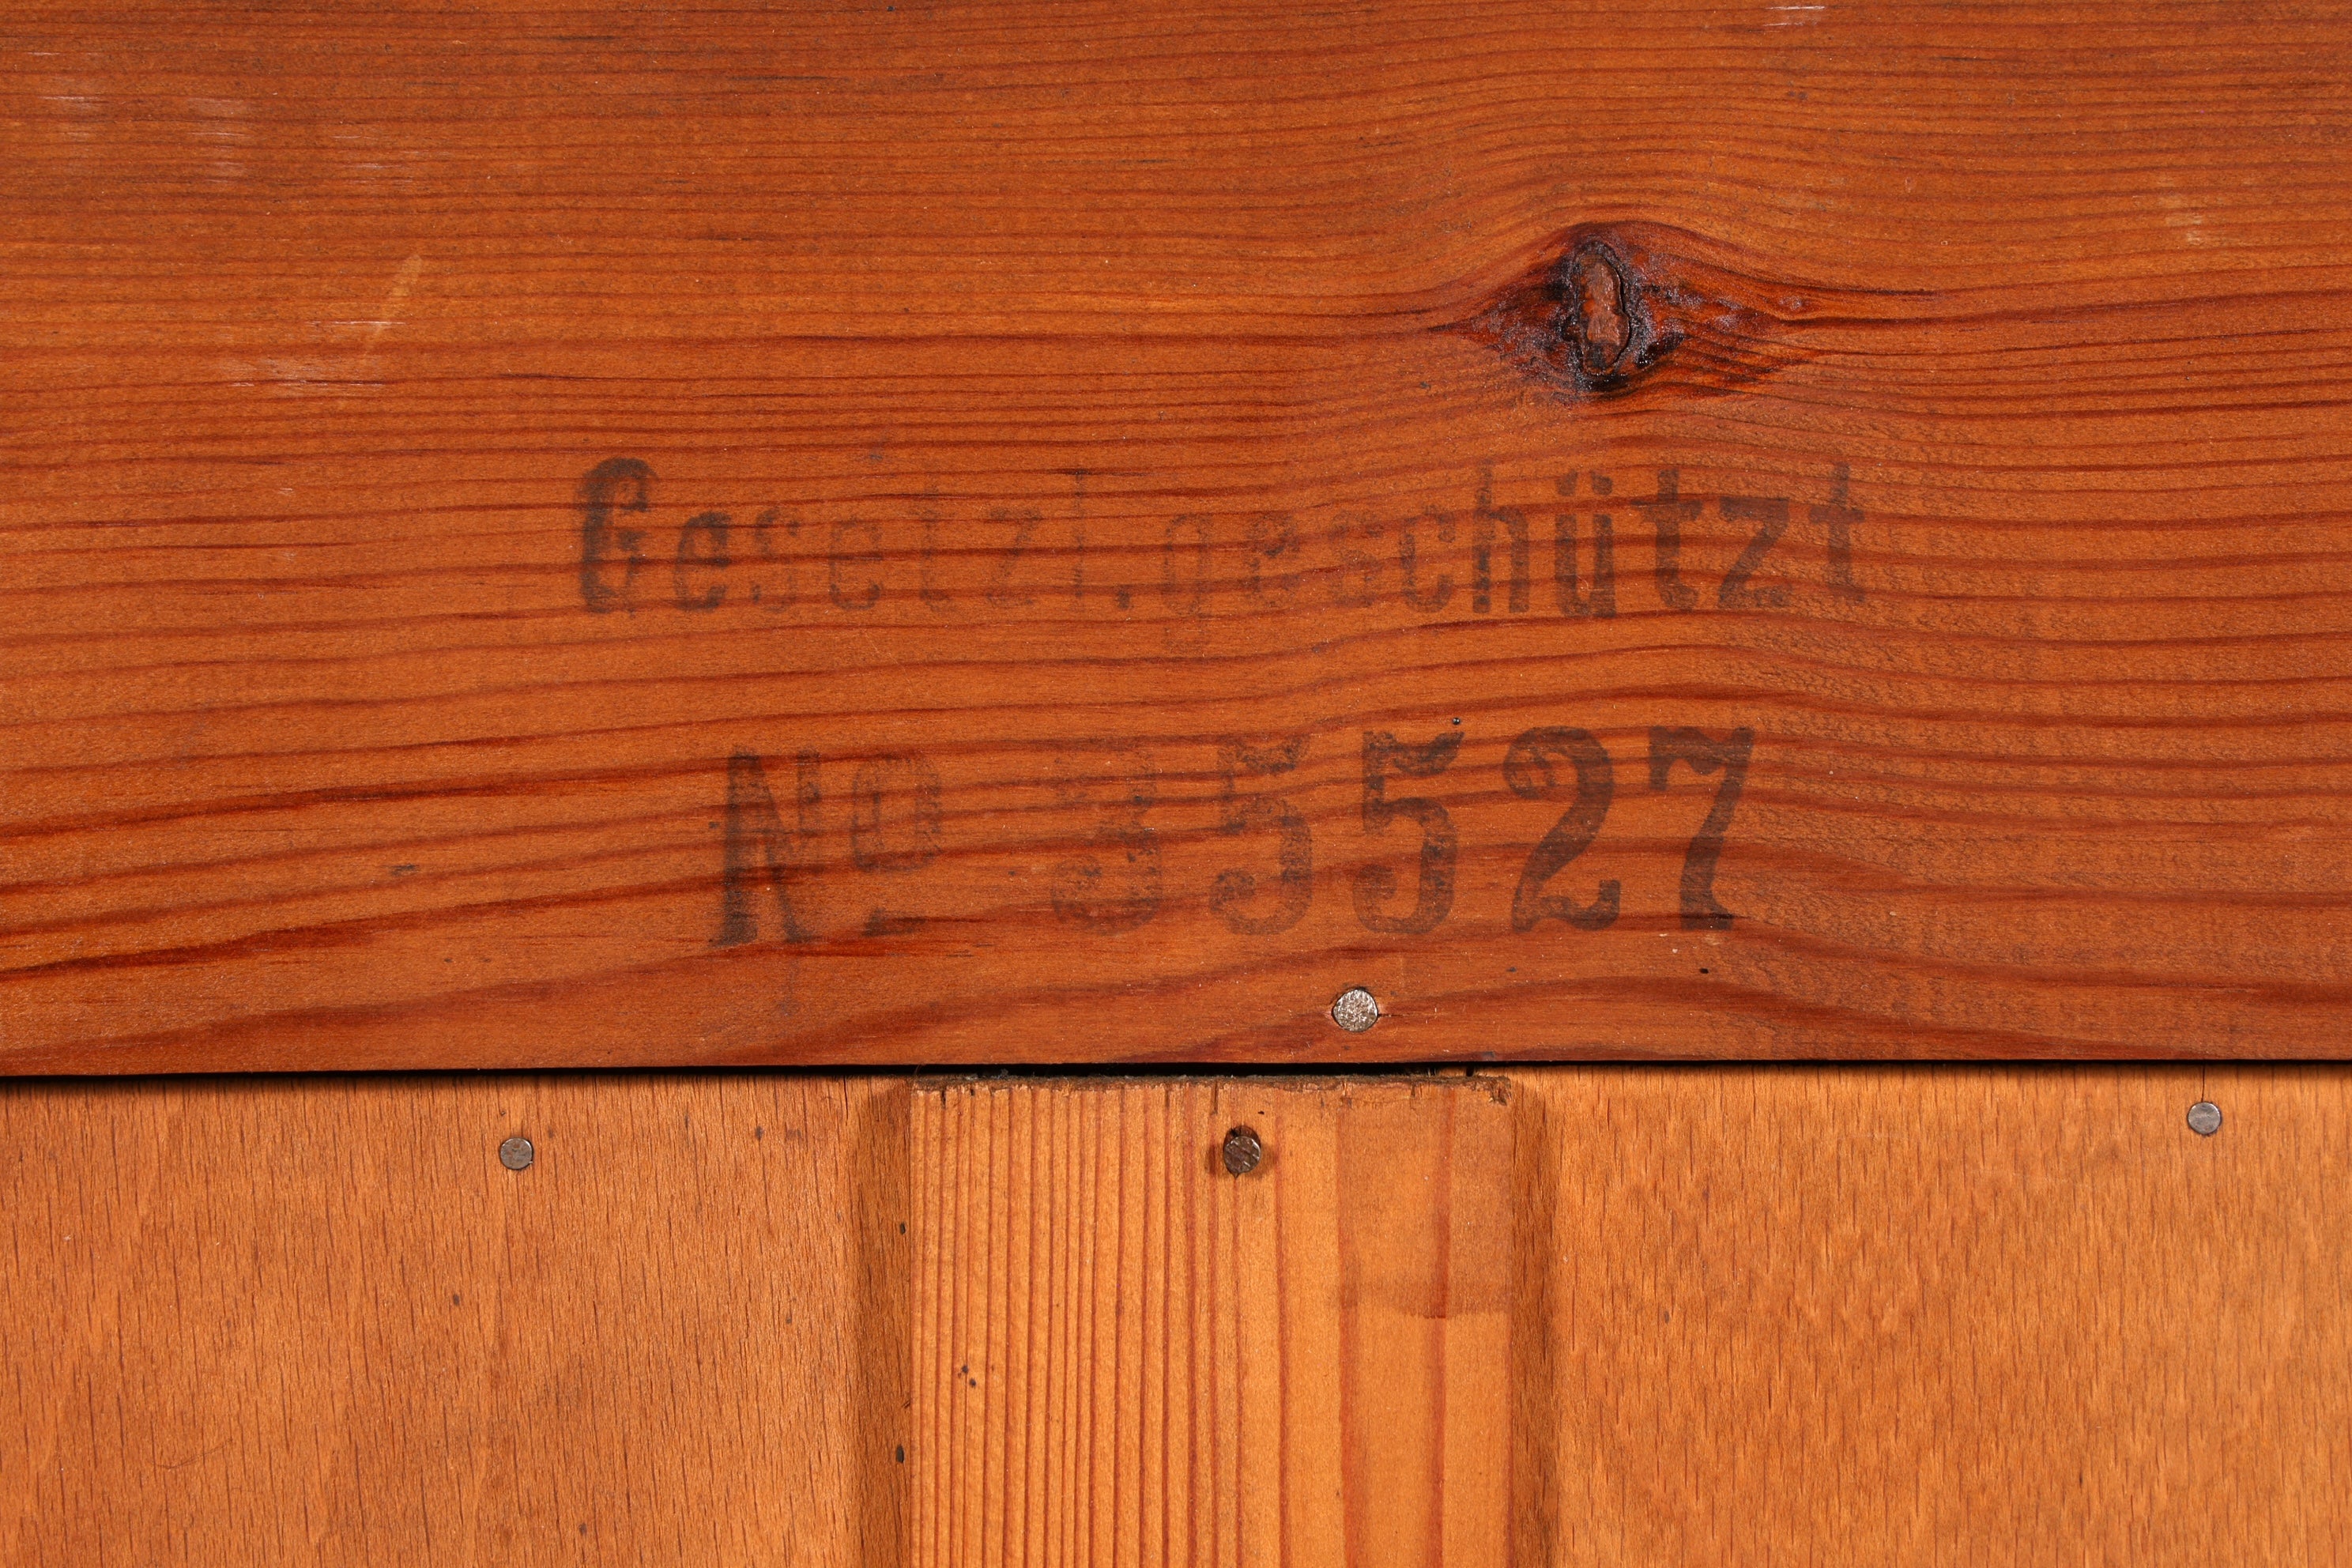 Gesetzl. geschützt
No 35527